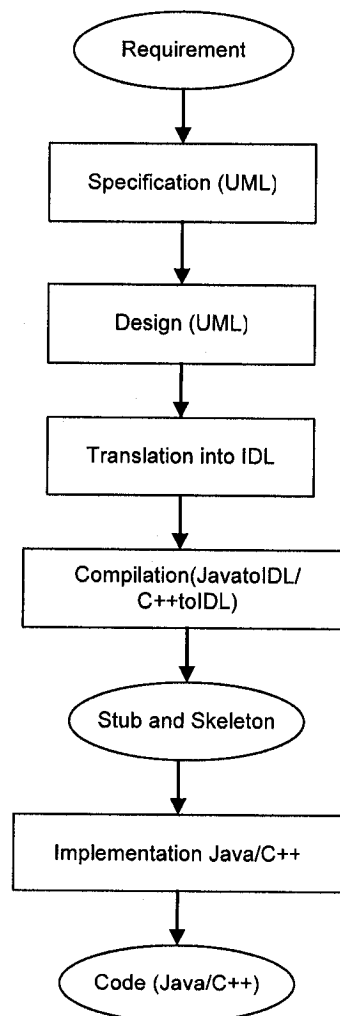 Requirement
Specification (UML)
Design (UML)
Translation into IDL
Compilation(JavatoIDL/
C++toIDL)
Stub and Skeleton
Implementation Java/C++
Code (Java/C++)